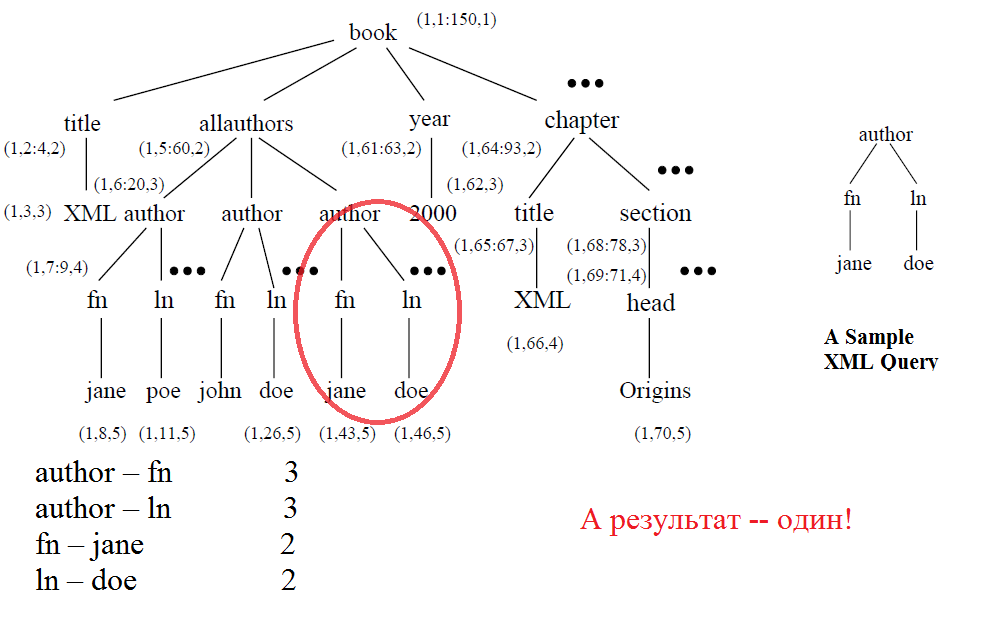 book (1,1:150,1)
title allauthors year chapter
(1,2:4,2) (1,5:60,2) (1,61:63,2) (1,64:93,2)
author
(1,6:20,3) (1,62,3)
fn ln
(1,3,3) XML author author author 2000 title section
(1,65:67,3) (1,68:78,3)
jane doe
(1,7:9,4) (1,69:71,4)
fn ln fn ln fn ln XML head
A Sample
XML Query
(1,66,4)
jane poe john doe jane doe Origins
(1,8,5) (1,11,5) (1,26,5) (1,43,5) (1,46,5) (1,70,5)
author – fn 3
author – ln 3
fn – jane 2
ln – doe 2
А результат -- один!